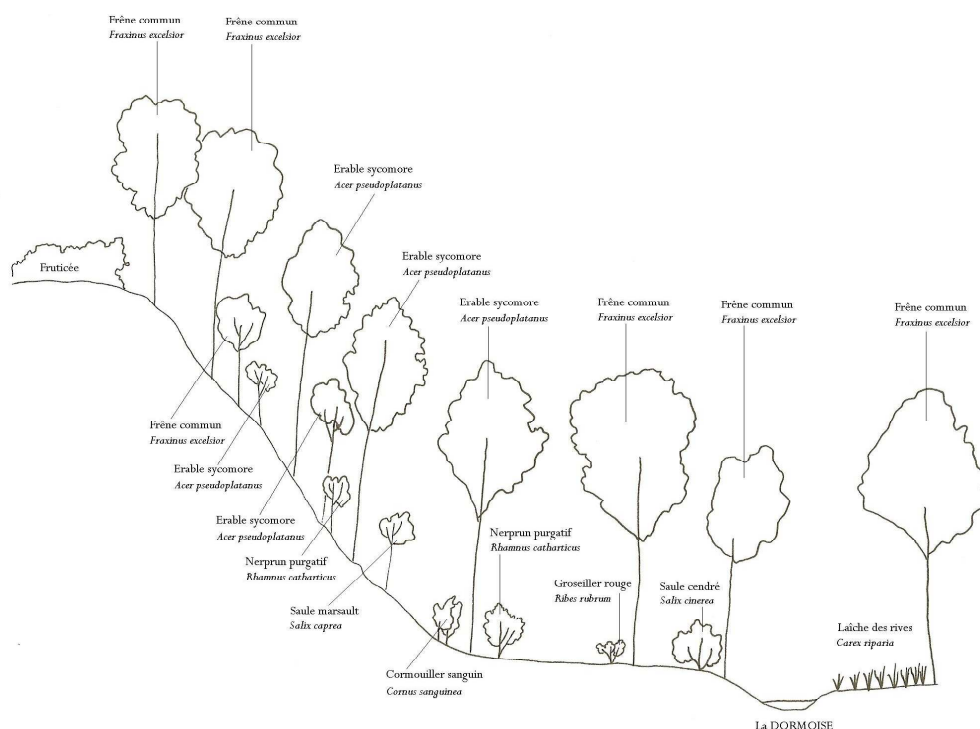 Frêne commun
Fraxinus excelsior
Frêne commun
Fraxinus excelsior
Erable sycomore
Acer pseudoplatanus
Erable sycomore
Acer pseudoplatanus
Fruticée
Erable sycomore
Acer pseudoplatanus
Frêne commun
Fraxinus excelsior
Frêne commun
Fraxinus excelsior
Frêne commun
Fraxinus excelsior
Frêne commun
Fraxinus excelsior
Erable sycomore
Acer pseudoplatanus
Erable sycomore
Acer pseudoplatanus
Nerprun purgatif
Rhamnus catharticus
Nerprun purgatif
Rhamnus catharticus
Groseiller rouge
Ribes rubrum
Saule cendré
Salix cinerea
Saule marsault
Salix caprea
Laîche des rives
Carex riparia
Cormouiller sanguin
Cornus sanguinea
La DORMOISE